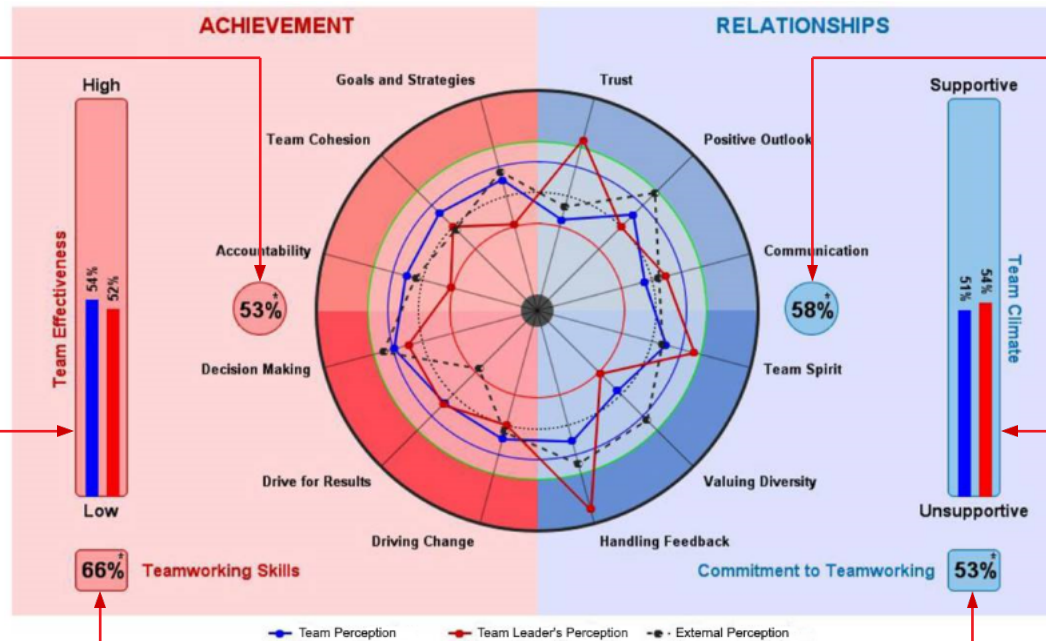 ACHIEVEMENT
RELATIONSHIPS
High
Team Effectiveness
54%
52%
Low
53%*
66%*
Teamworking Skills
Goals and Strategies
Team Cohesion
Accountability
Decision Making
Drive for Results
Driving Change
Trust
Positive Outlook
Communication
Team Spirit
Valuing Diversity
Handling Feedback
58%*
Supportive
51%
54%
Team Climate
Unsupportive
Commitment to Teamworking
53%*
Team Perception
Team Leader's Perception
External Perception